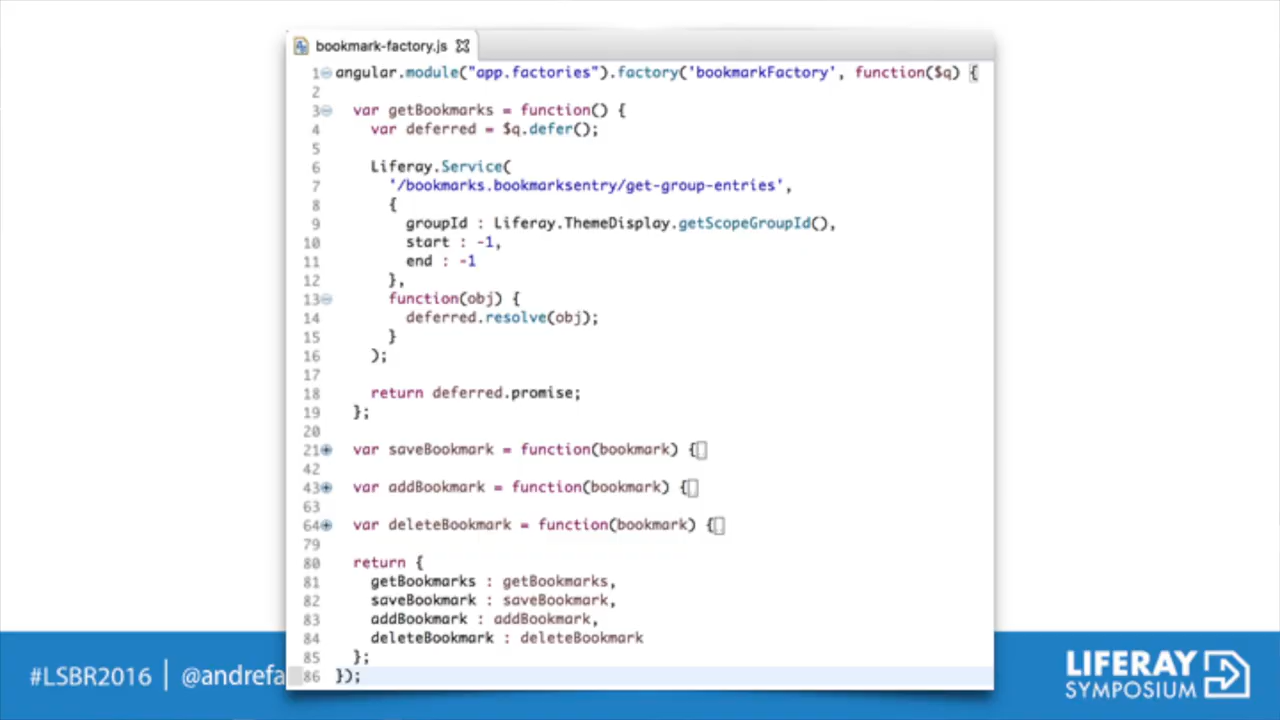 bookmark-factory.js
1 angular.module("app.factories").factory('bookmarkFactory', function($q) {
2
3 var getBookmarks = function() {
4 var deferred = $q.defer();
5
6 Liferay.Service(
7 '/bookmarks.bookmarksentry/get-group-entries',
8 {
9 groupId : Liferay.ThemeDisplay.getScopeGroupId(),
10 start : -1,
11 end : -1
12 },
13 function(obj) {
14 deferred.resolve(obj);
15 }
16 );
17
18 return deferred.promise;
19 };
20
21 var saveBookmark = function(bookmark) {
42
43 var addBookmark = function(bookmark) {
63
64 var deleteBookmark = function(bookmark) {
79
80 return {
81 getBookmarks : getBookmarks,
82 saveBookmark : saveBookmark,
83 addBookmark : addBookmark,
84 deleteBookmark : deleteBookmark
85 };
86 });
#LSBR2016 | @andrefa
LIFERAY
SYMPOSIUM